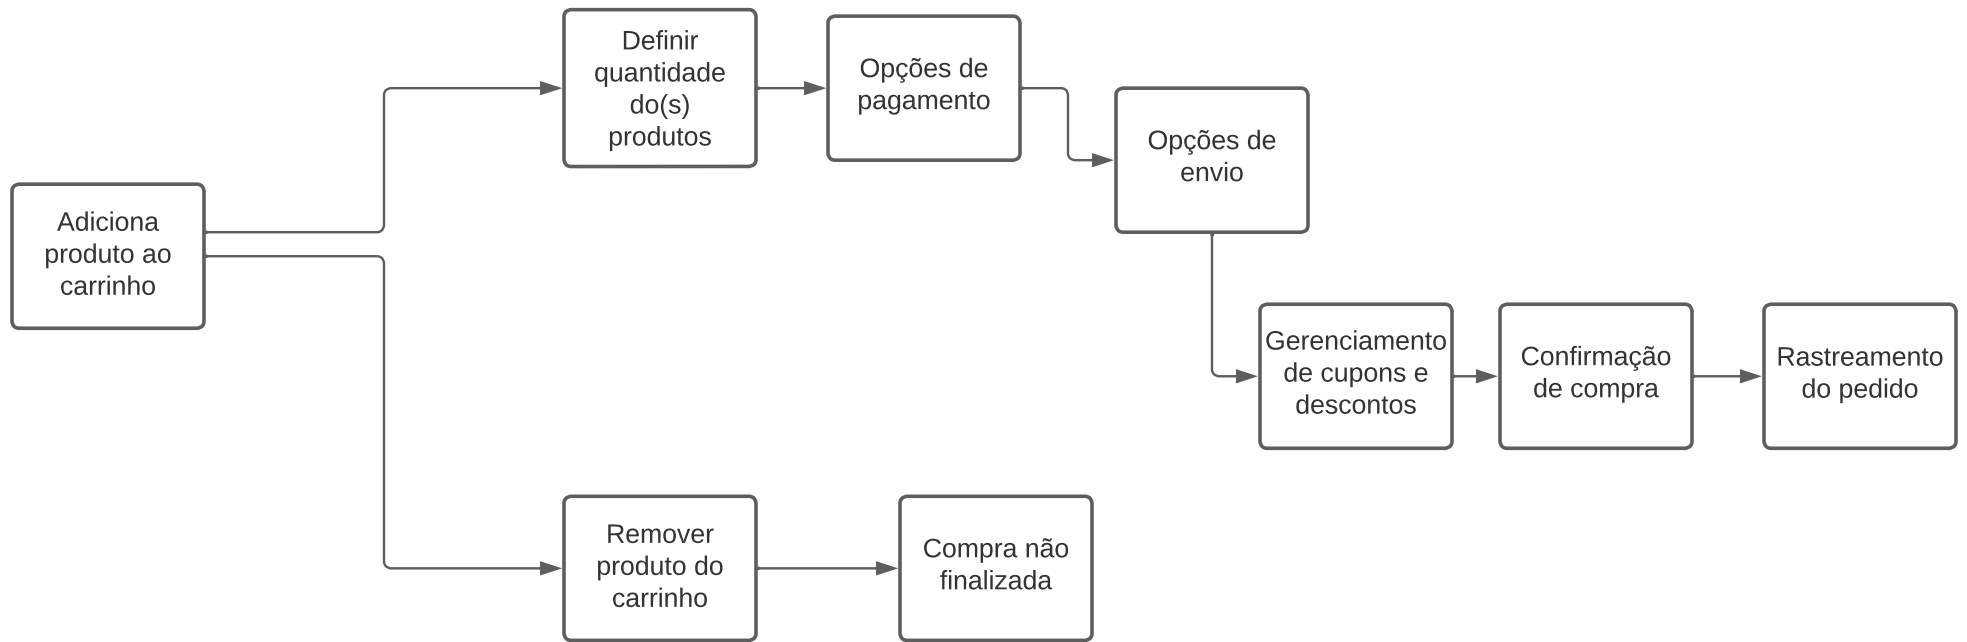 Definir
quantidade
do(s)
produtos
Opções de
pagamento
Opções de
envio
Adiciona
produto ao
carrinho
Gerenciamento
de cupons e
descontos
Confirmação
de compra
Rastreamento
do pedido
Remover
produto do
carrinho
Compra não
finalizada